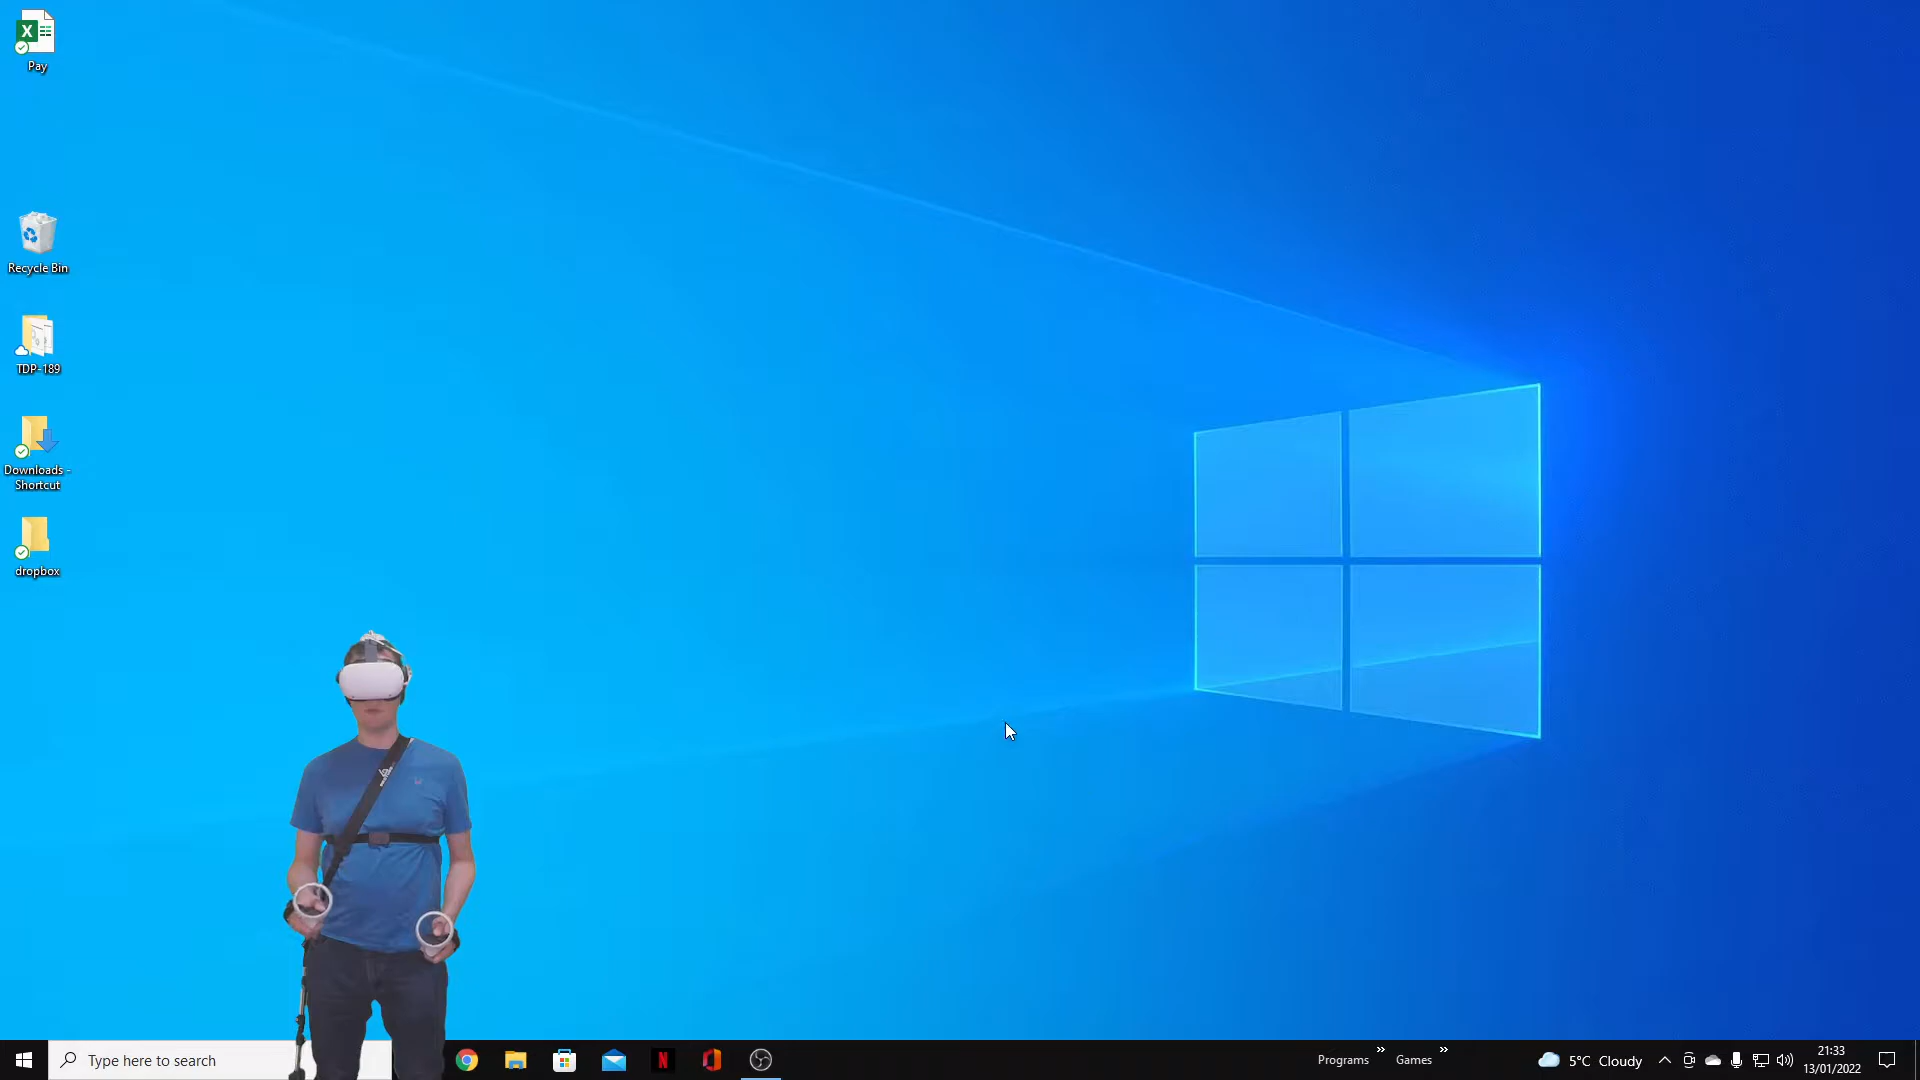 Pay
Recycle Bin
TDP-189
Downloads -
Shortcut
dropbox
Type here to search
Programs
»
Games
»
5°C Cloudy
21:33
13/01/2022